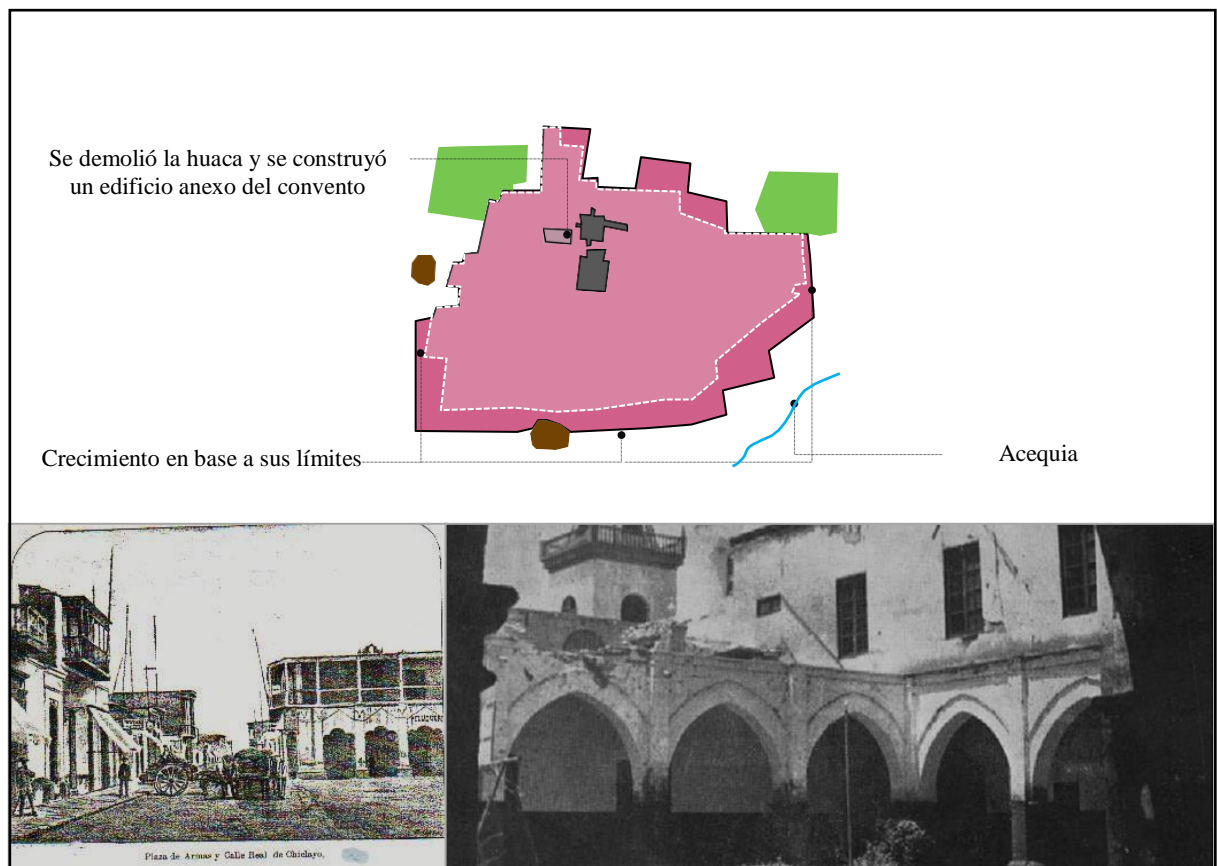 Se demolió la huaca y se construyó
un edificio anexo del convento
Crecimiento en base a sus límites
Acequia
Plaza de Armas y Calle Real de Chiclayo,